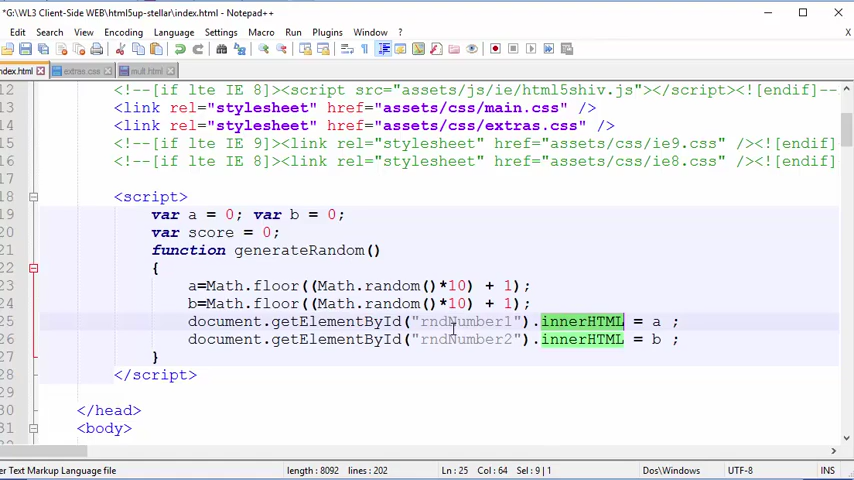 *G:\WL3 Client-Side WEB\html5up-stellar\index.html - Notepad++
File Edit Search View Encoding Language Settings Macro Run Plugins Window ? X
index.html extras.css mult.html
12 <!--[if lte IE 8]><script src="assets/js/ie/html5shiv.js"></script><![endif]--
13 <link rel="stylesheet" href="assets/css/main.css" />
14 <link rel="stylesheet" href="assets/css/extras.css" />
15 <!--[if lte IE 9]><link rel="stylesheet" href="assets/css/ie9.css" /><![endif]
16 <!--[if lte IE 8]><link rel="stylesheet" href="assets/css/ie8.css" /><![endif]
17
18 <script>
19 var a = 0; var b = 0;
20 var score = 0;
21 function generateRandom()
22 {
23 a=Math.floor((Math.random()*10) + 1);
24 b=Math.floor((Math.random()*10) + 1);
25 document.getElementById("rndNumber1").innerHTML = a ;
26 document.getElementById("rndNumber2").innerHTML = b ;
27 }
28 </script>
29
30 </head>
31 <body>
er Text Markup Language file length : 8092 lines : 202 Ln : 25 Col : 64 Sel : 9 | 1 Dos\Windows UTF-8 INS